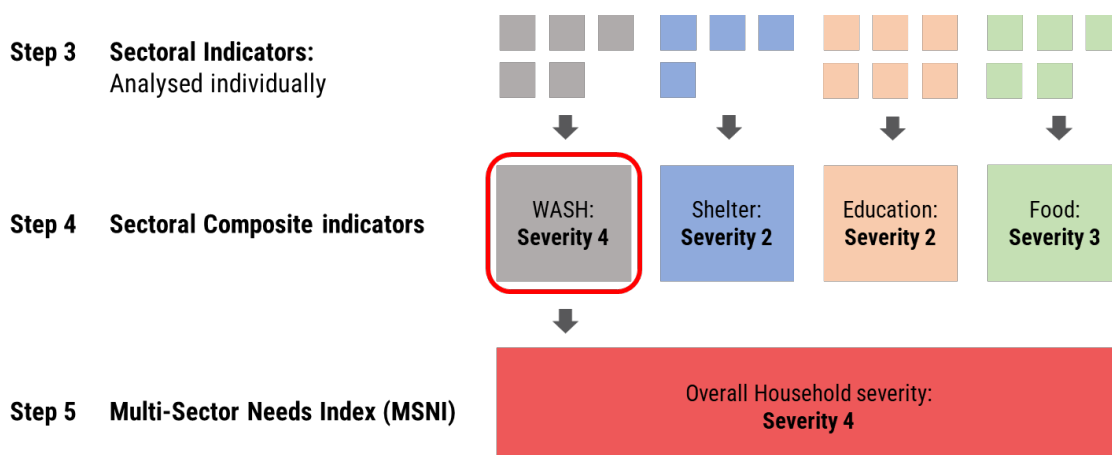 Step 3 Sectoral Indicators:
Analysed individually
Step 4 Sectoral Composite indicators
WASH:
Severity 4
Shelter:
Severity 2
Education:
Severity 2
Food:
Severity 3
Step 5 Multi-Sector Needs Index (MSNI)
Overall Household severity:
Severity 4